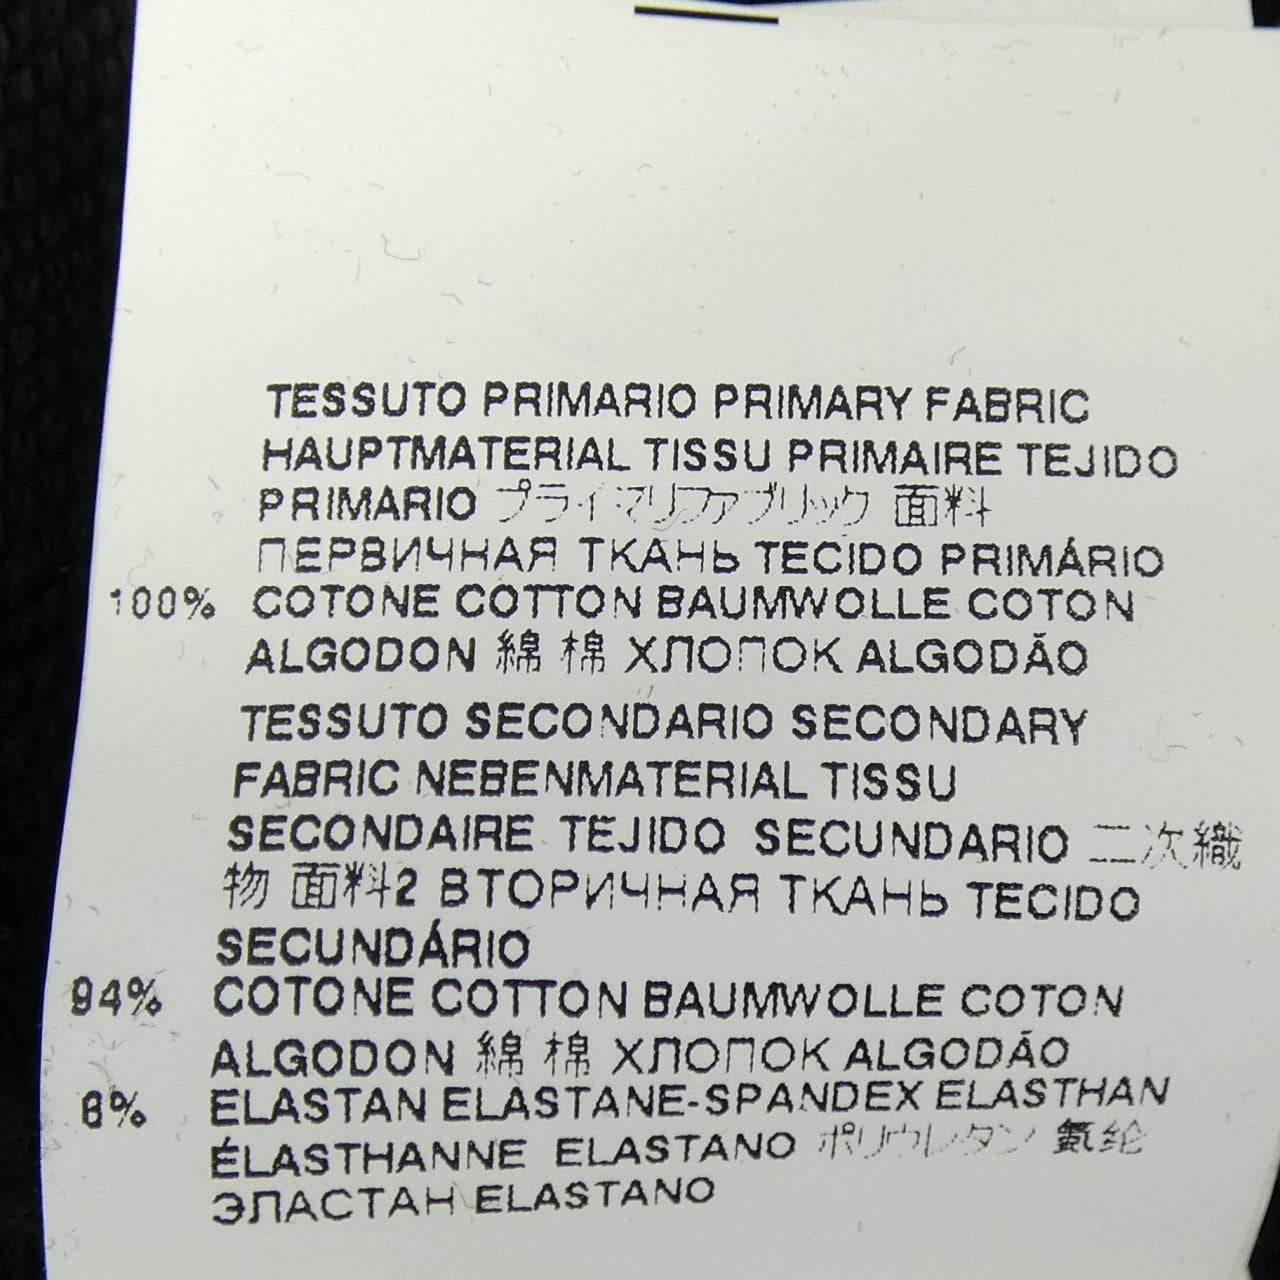 TESSUTO PRIMARIO PRIMARY FABRIC
HAUPTMATERIAL TISSU PRIMAIRE TEJIDO
PRIMARIO プライマリファブリック 面料
ПЕРВИЧНАЯ ТКАНЬ TECIDO PRIMÁRIO
100% COTONE COTTON BAUMWOLLE COTON
ALGODON 綿 棉 ХЛОПОК ALGODÃO
TESSUTO SECONDARIO SECONDARY
FABRIC NEBENMATERIAL TISSU
SECONDAIRE TEJIDO SECUNDARIO 二次織
物 面料2 ВТОРИЧНАЯ ТКАНЬ TECIDO
SECUNDÁRIO
94% COTONE COTTON BAUMWOLLE COTON
ALGODON 綿 棉 ХЛОПОК ALGODÃO
6% ELASTAN ELASTANE-SPANDEX ELASTHAN
ÉLASTHANNE ELASTANO ポリウレタン 氨纶
ЭЛАСТАН ELASTANO